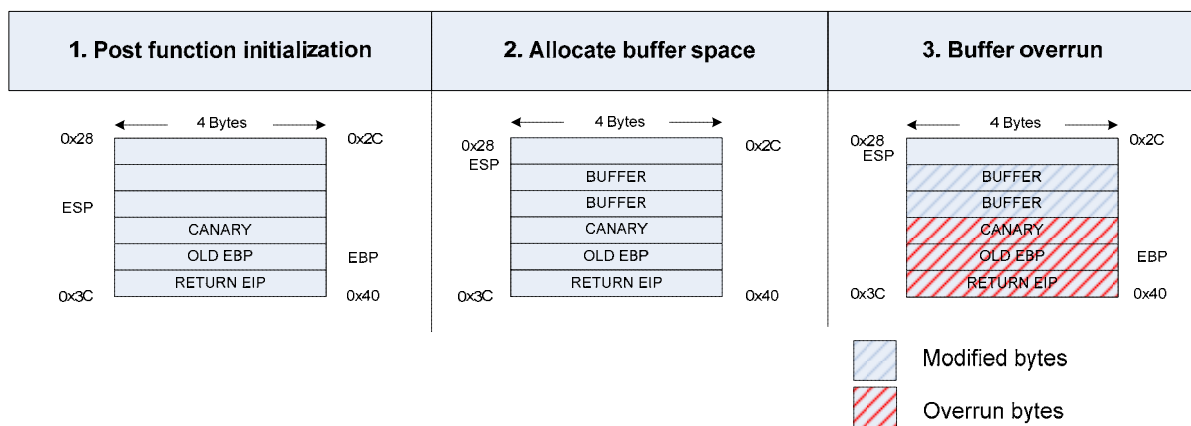 1. Post function initialization
2. Allocate buffer space
3. Buffer overrun
4 Bytes
0x28
0x2C
ESP
CANARY
OLD EBP
EBP
RETURN EIP
0x3C
0x40
4 Bytes
0x28
0x2C
ESP
BUFFER
BUFFER
CANARY
OLD EBP
RETURN EIP
0x3C
0x40
4 Bytes
0x28
0x2C
ESP
BUFFER
BUFFER
CANARY
OLD EBP
EBP
RETURN EIP
0x3C
0x40
Modified bytes
Overrun bytes